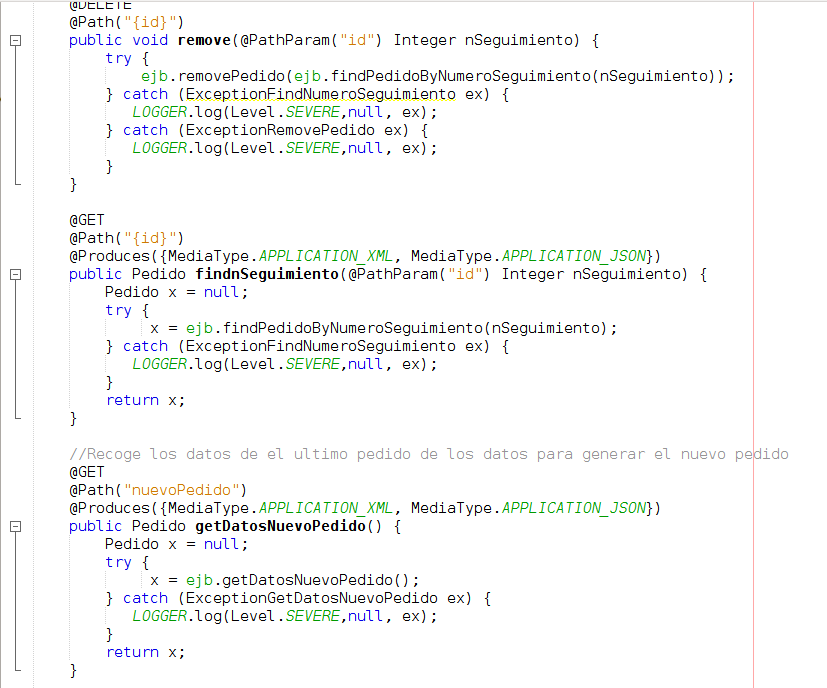 @DELETE
@Path("{id}")
public void remove(@PathParam("id") Integer nSeguimiento) {
try {
ejb.removePedido(ejb.findPedidoByNumeroSeguimiento(nSeguimiento));
} catch (ExceptionFindNumeroSeguimiento ex) {
LOGGER.log(Level.SEVERE,null, ex);
} catch (ExceptionRemovePedido ex) {
LOGGER.log(Level.SEVERE,null, ex);
}
}
@GET
@Path("{id}")
@Produces({MediaType.APPLICATION_XML, MediaType.APPLICATION_JSON})
public Pedido findnSeguimiento(@PathParam("id") Integer nSeguimiento) {
Pedido x = null;
try {
x = ejb.findPedidoByNumeroSeguimiento(nSeguimiento);
} catch (ExceptionFindNumeroSeguimiento ex) {
LOGGER.log(Level.SEVERE,null, ex);
}
return x;
}
//Recoge los datos de el ultimo pedido de los datos para generar el nuevo pedido
@GET
@Path("nuevoPedido")
@Produces({MediaType.APPLICATION_XML, MediaType.APPLICATION_JSON})
public Pedido getDatosNuevoPedido() {
Pedido x = null;
try {
x = ejb.getDatosNuevoPedido();
} catch (ExceptionGetDatosNuevoPedido ex) {
LOGGER.log(Level.SEVERE,null, ex);
}
return x;
}